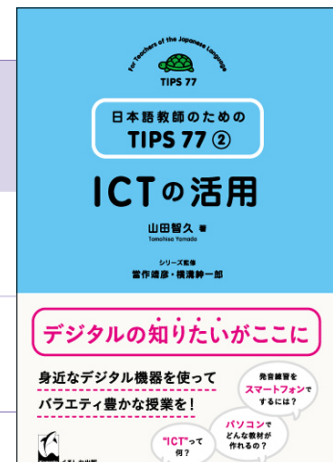 For Teachers of the Japanese Language
TIPS 77
日本語教師のための
TIPS 77 ②
ICTの活用
山田智久 著
Tomohisa Yamada
シリーズ監修
當作靖彦・横溝紳一郎
デジタルの知りたいがここに
身近なデジタル機器を使って
バラエティ豊かな授業を!
発音練習を
スマートフォンで
するには?
パソコンで
どんな教材が
作れるの?
"ICT"って
何?